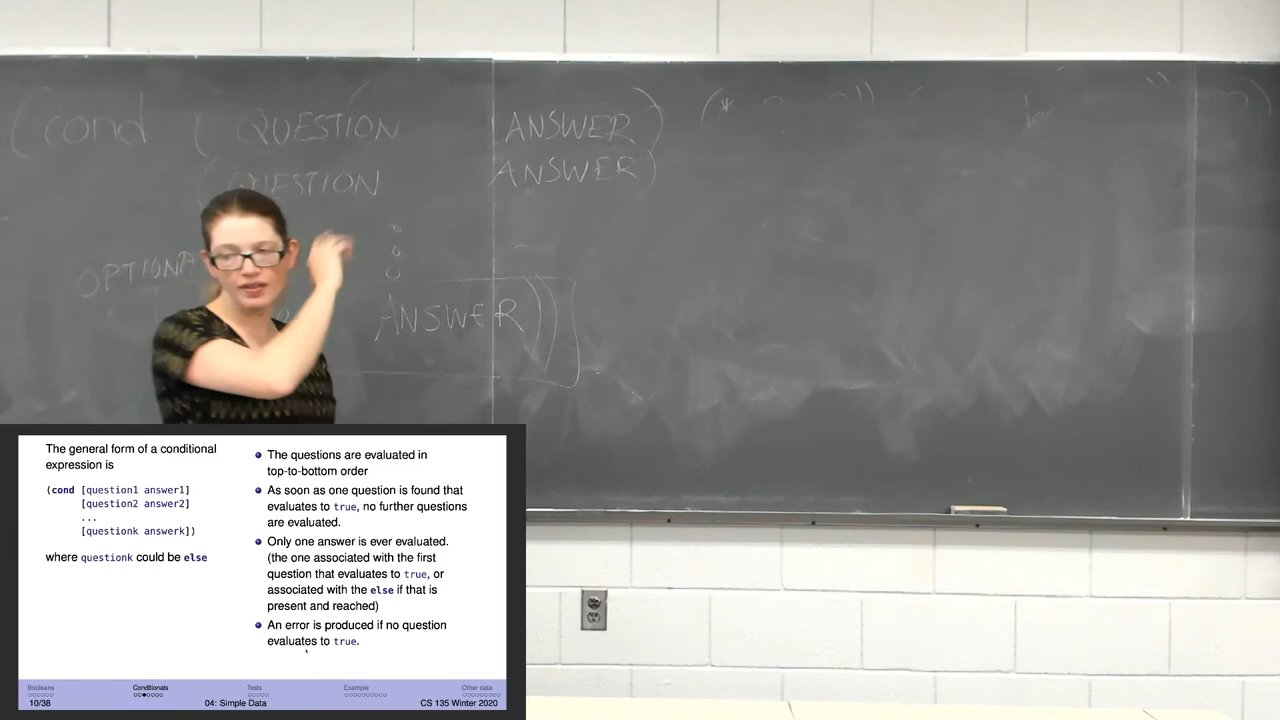 (cond ( QUESTION ANSWER)
(QUESTION ANSWER)
OPTIONA
ANSWER))
The general form of a conditional
expression is
(cond [question1 answer1]
[question2 answer2]
...
[questionk answerk])
where questionk could be else
The questions are evaluated in
top-to-bottom order
As soon as one question is found that
evaluates to true, no further questions
are evaluated.
Only one answer is ever evaluated.
(the one associated with the first
question that evaluates to true, or
associated with the else if that is
present and reached)
An error is produced if no question
evaluates to true.
Booleans Conditionals Tests Example Other data
10/38 04: Simple Data CS 135 Winter 2020